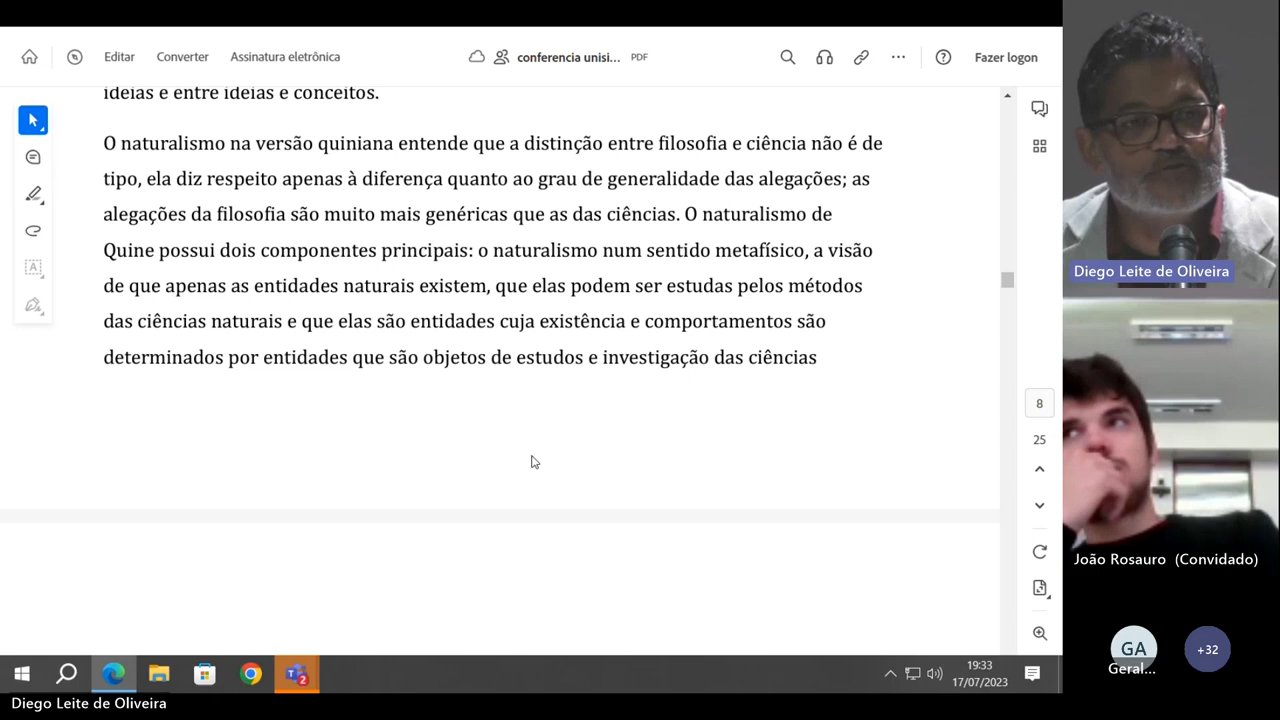 Editar
Converter
Assinatura eletrônica
conferencia unisi...
PDF
Fazer logon
ideias e entre ideias e conceitos.
O naturalismo na versão quiniana entende que a distinção entre filosofia e ciência não é de
tipo, ela diz respeito apenas à diferença quanto ao grau de generalidade das alegações; as
alegações da filosofia são muito mais genéricas que as das ciências. O naturalismo de
Quine possui dois componentes principais: o naturalismo num sentido metafísico, a visão
de que apenas as entidades naturais existem, que elas podem ser estudas pelos métodos
das ciências naturais e que elas são entidades cuja existência e comportamentos são
determinados por entidades que são objetos de estudos e investigação das ciências
8
25
Diego Leite de Oliveira
João Rosauro (Convidado)
GA
Geral...
+32
2
19:33
17/07/2023
Diego Leite de Oliveira